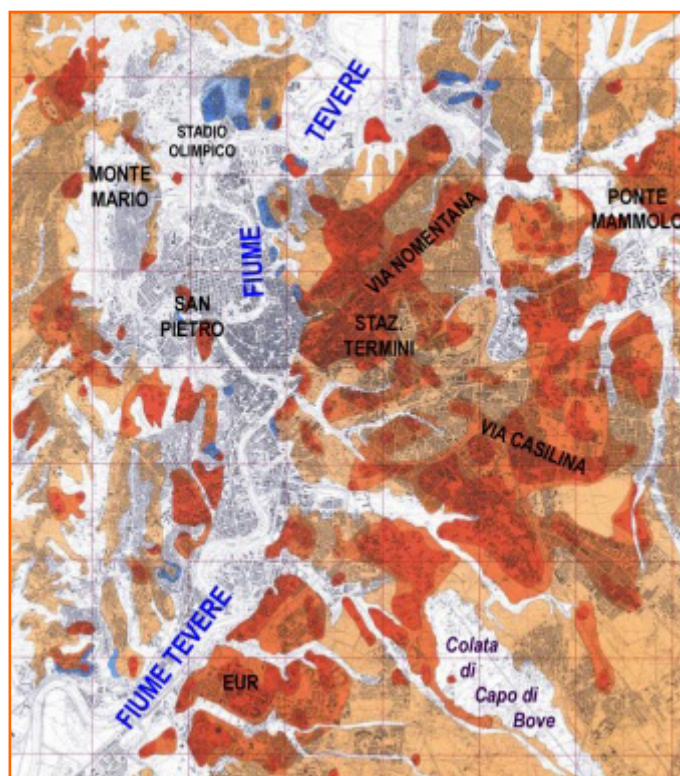 STADIO
OLIMPICO
TEVERE
MONTE
MARIO
PONTE
MAMMOLO
VIA NOMENTANA
FIUME
SAN
PIETRO
STAZ.
TERMINI
VIA CASILINA
FIUME TEVERE
EUR
Colata
di
Capo di
Bove